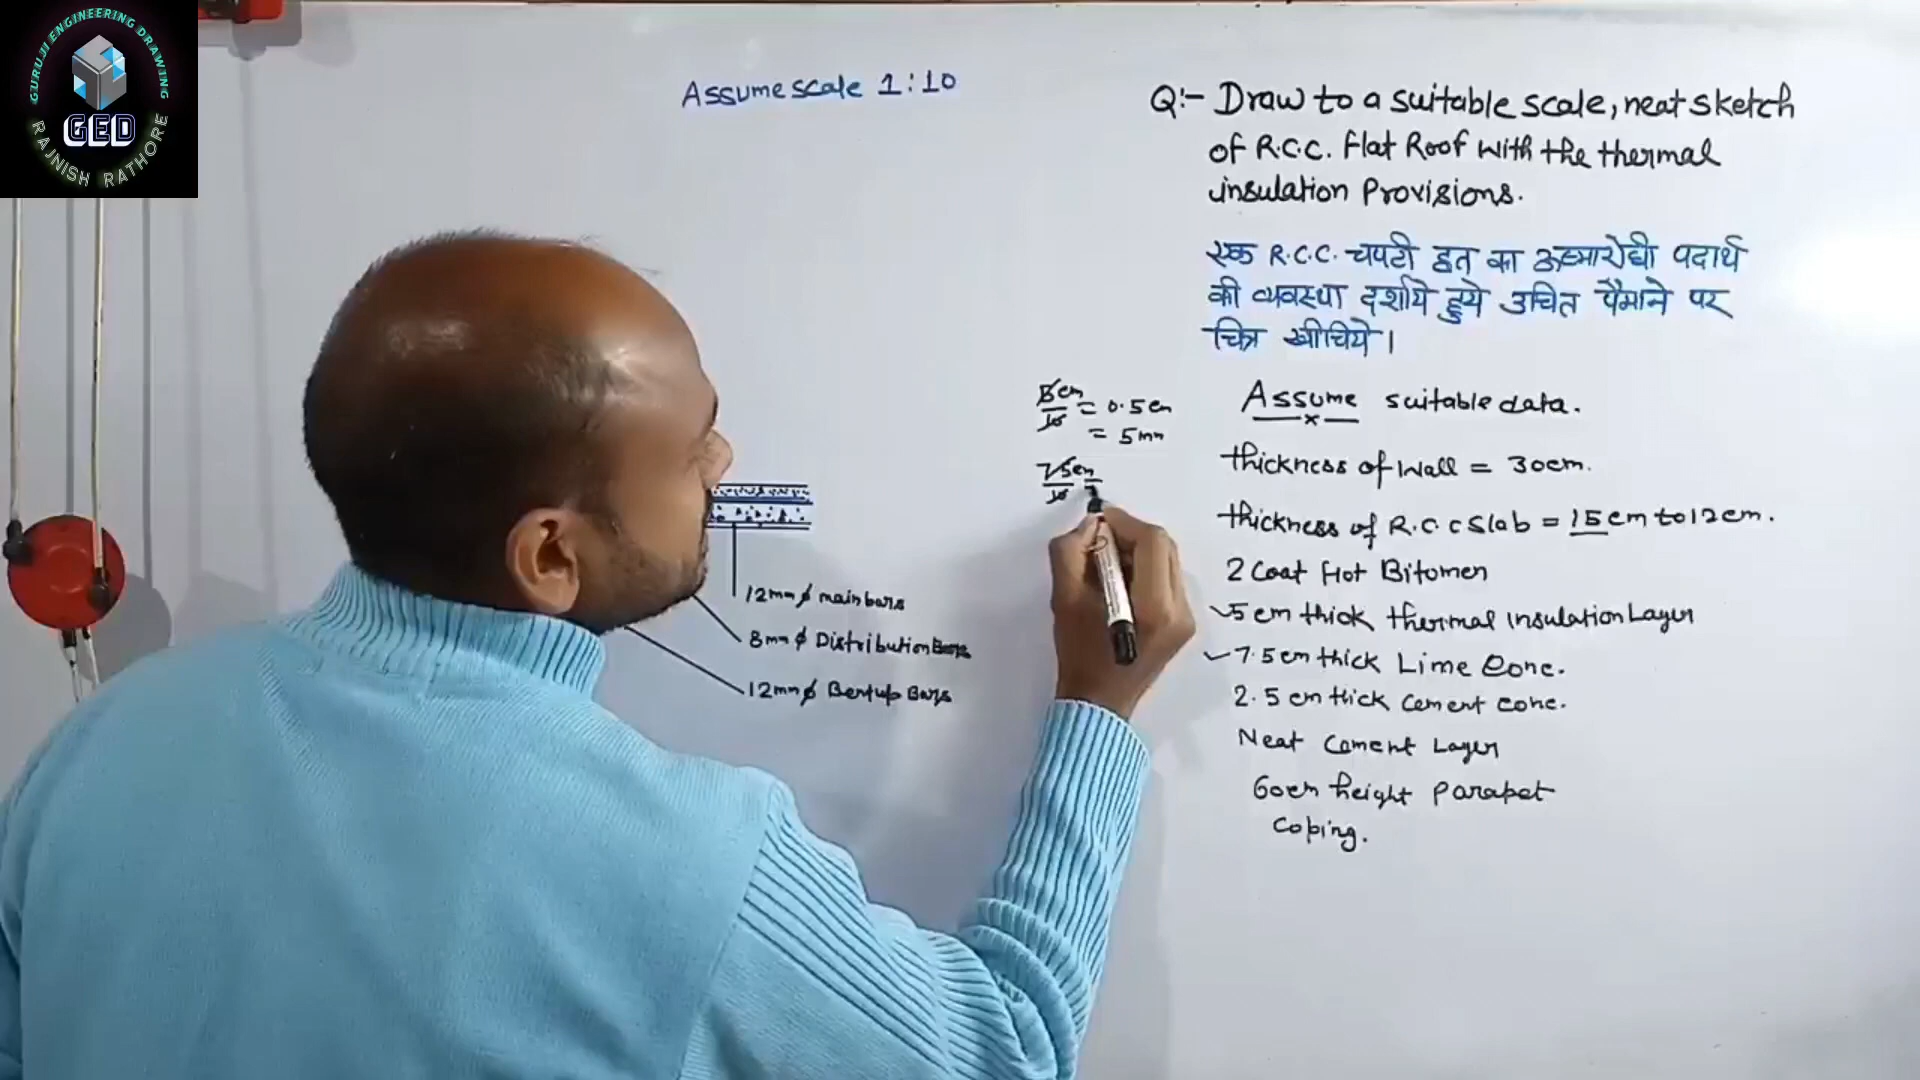 GURUJI ENGINEERING DRAWING
GED
RAJNISH RATHORE
Assume scale 1:10
Q:- Draw to a suitable scale, neat sketch
of R.C.C. Flat Roof with the thermal
insulation Provisions.
एक R.C.C. चपटी छत का ऊष्मारोधी पदार्थ
की व्यवस्था दर्शाये हुये उचित पैमाने पर
चित्र खीचिये।
Assume suitable data.
thickness of wall = 30cm.
thickness of R.C.C Slab = 15cm to 12cm.
2 Coat Hot Bitumen
5cm thick thermal insulation Layer
7.5cm thick Lime Conc.
2.5 cm thick cement conc.
Neat Cement Layer
60cm height Parapet
Coping.
5cm/10 = 0.5cm
= 5mm
7.5cm/10 =
12mm φ main bars
8mm φ Distribution Bars
12mm φ Bentup Bars